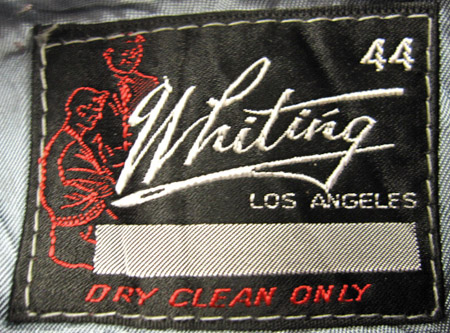 44
Whiting
LOS ANGELES
DRY CLEAN ONLY